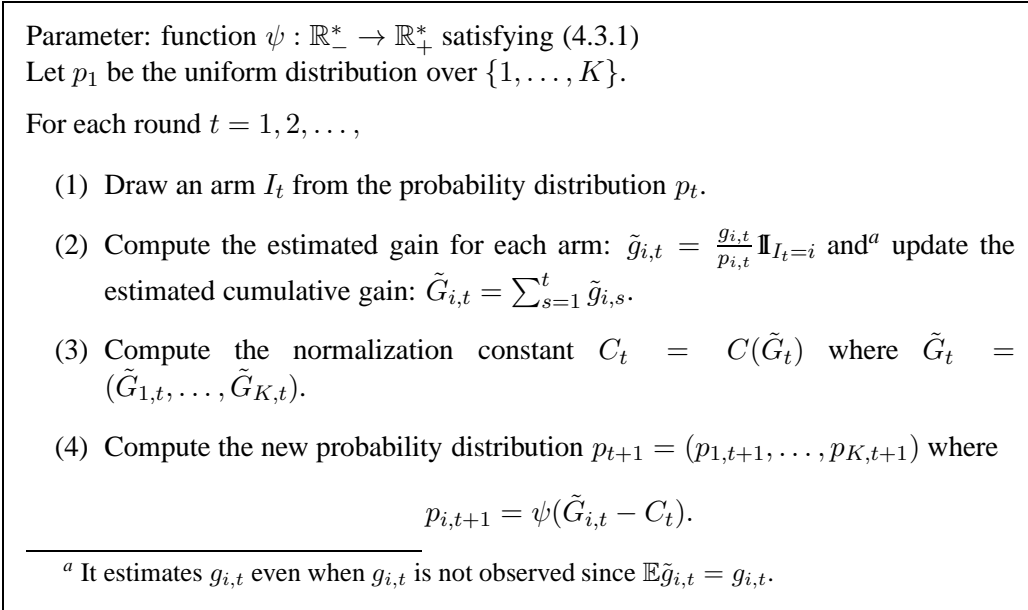 Parameter: function ψ : ℝ*₋ → ℝ*₊ satisfying (4.3.1)
Let p₁ be the uniform distribution over {1, . . . , K}.
For each round t = 1, 2, . . . ,
(1) Draw an arm I_t from the probability distribution p_t.
(2) Compute the estimated gain for each arm: g̃_{i,t} = \frac{g_{i,t}}{p_{i,t}} 𝟙_{I_t=i} and^a update the
estimated cumulative gain: G̃_{i,t} = ∑_{s=1}^{t} g̃_{i,s}.
(3) Compute the normalization constant C_t = C(G̃_t) where G̃_t =
(G̃_{1,t}, . . . , G̃_{K,t}).
(4) Compute the new probability distribution p_{t+1} = (p_{1,t+1}, . . . , p_{K,t+1}) where
p_{i,t+1} = ψ(G̃_{i,t} − C_t).
^a It estimates g_{i,t} even when g_{i,t} is not observed since 𝔼g̃_{i,t} = g_{i,t}.